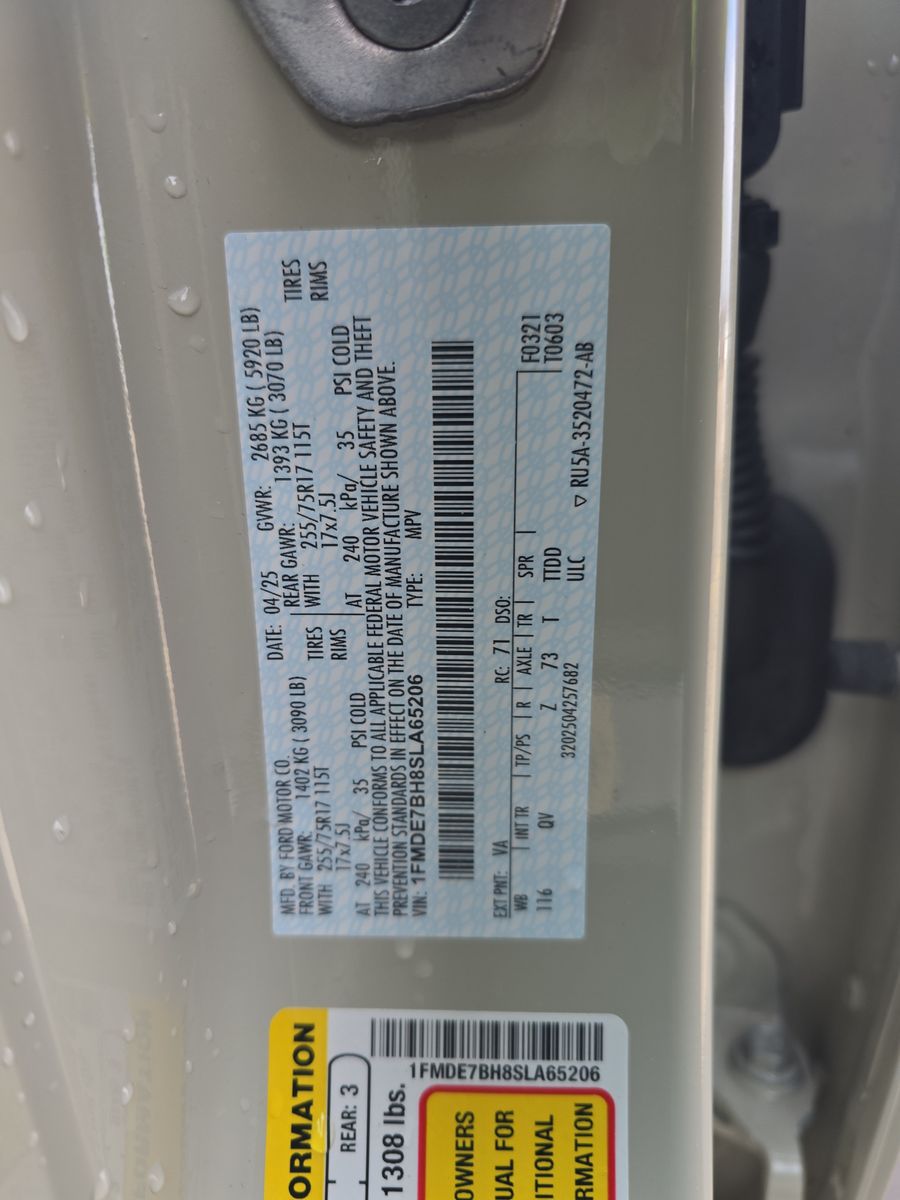 MFD. BY FORD MOTOR CO. DATE: 04/25 GVWR: 2685 KG ( 5920 LB)
FRONT GAWR: 1402 KG ( 3090 LB) REAR GAWR: 1393 KG ( 3070 LB)
WITH 255/75R17 115T TIRES WITH 255/75R17 115T TIRES
17x7.5J RIMS 17x7.5J RIMS
AT 240 kPa/ 35 PSI COLD AT 240 kPa/ 35 PSI COLD
THIS VEHICLE CONFORMS TO ALL APPLICABLE FEDERAL MOTOR VEHICLE SAFETY AND THEFT
PREVENTION STANDARDS IN EFFECT ON THE DATE OF MANUFACTURE SHOWN ABOVE.
VIN: 1FMDE7BH8SLA65206 TYPE: MPV
EXT PNT: VA RC: 71 DSO:
WB INT TR TP/PS R AXLE TR SPR F0321
116 QV Z 73 T TTDD T0603
3202504257682 ULC ▽ RU5A-3520472-AB
ORMATION
REAR: 3
1308 lbs.
1FMDE7BH8SLA65206
OWNERS
UAL FOR
ITIONAL
RMATION